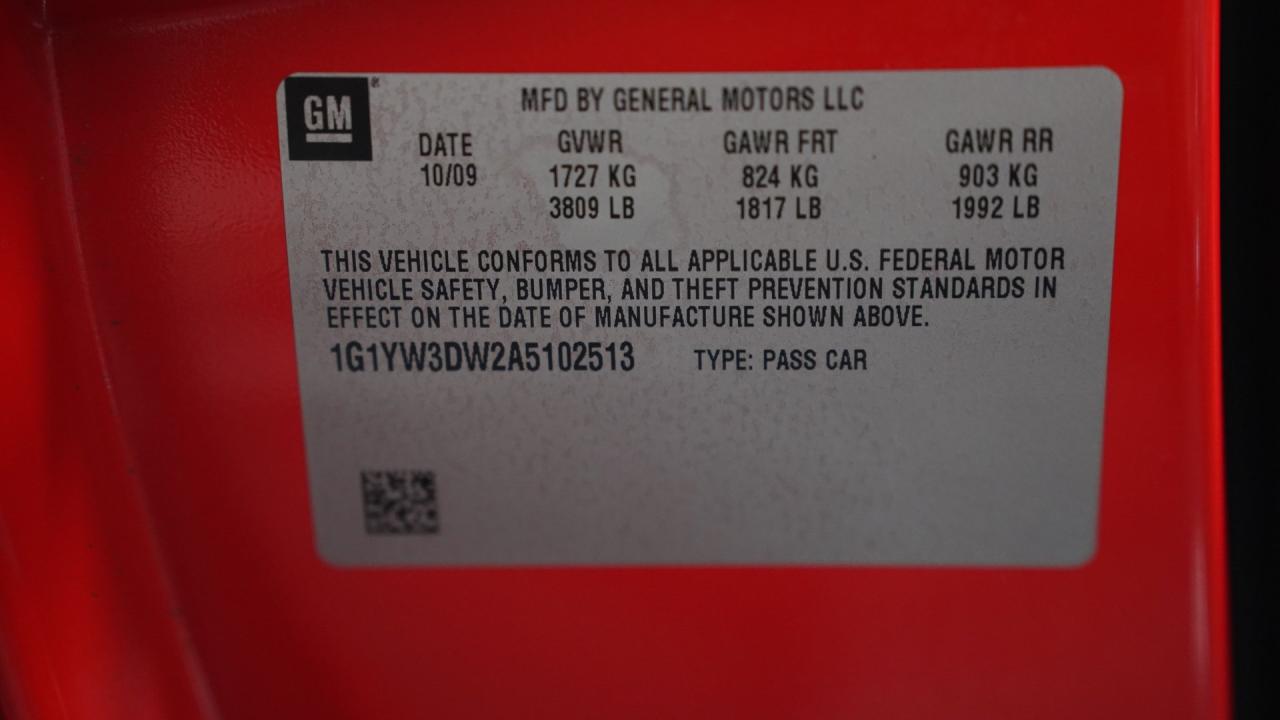 GM
MFD BY GENERAL MOTORS LLC
DATE GVWR GAWR FRT GAWR RR
10/09 1727 KG 824 KG 903 KG
3809 LB 1817 LB 1992 LB
THIS VEHICLE CONFORMS TO ALL APPLICABLE U.S. FEDERAL MOTOR
VEHICLE SAFETY, BUMPER, AND THEFT PREVENTION STANDARDS IN
EFFECT ON THE DATE OF MANUFACTURE SHOWN ABOVE.
1G1YW3DW2A5102513 TYPE: PASS CAR